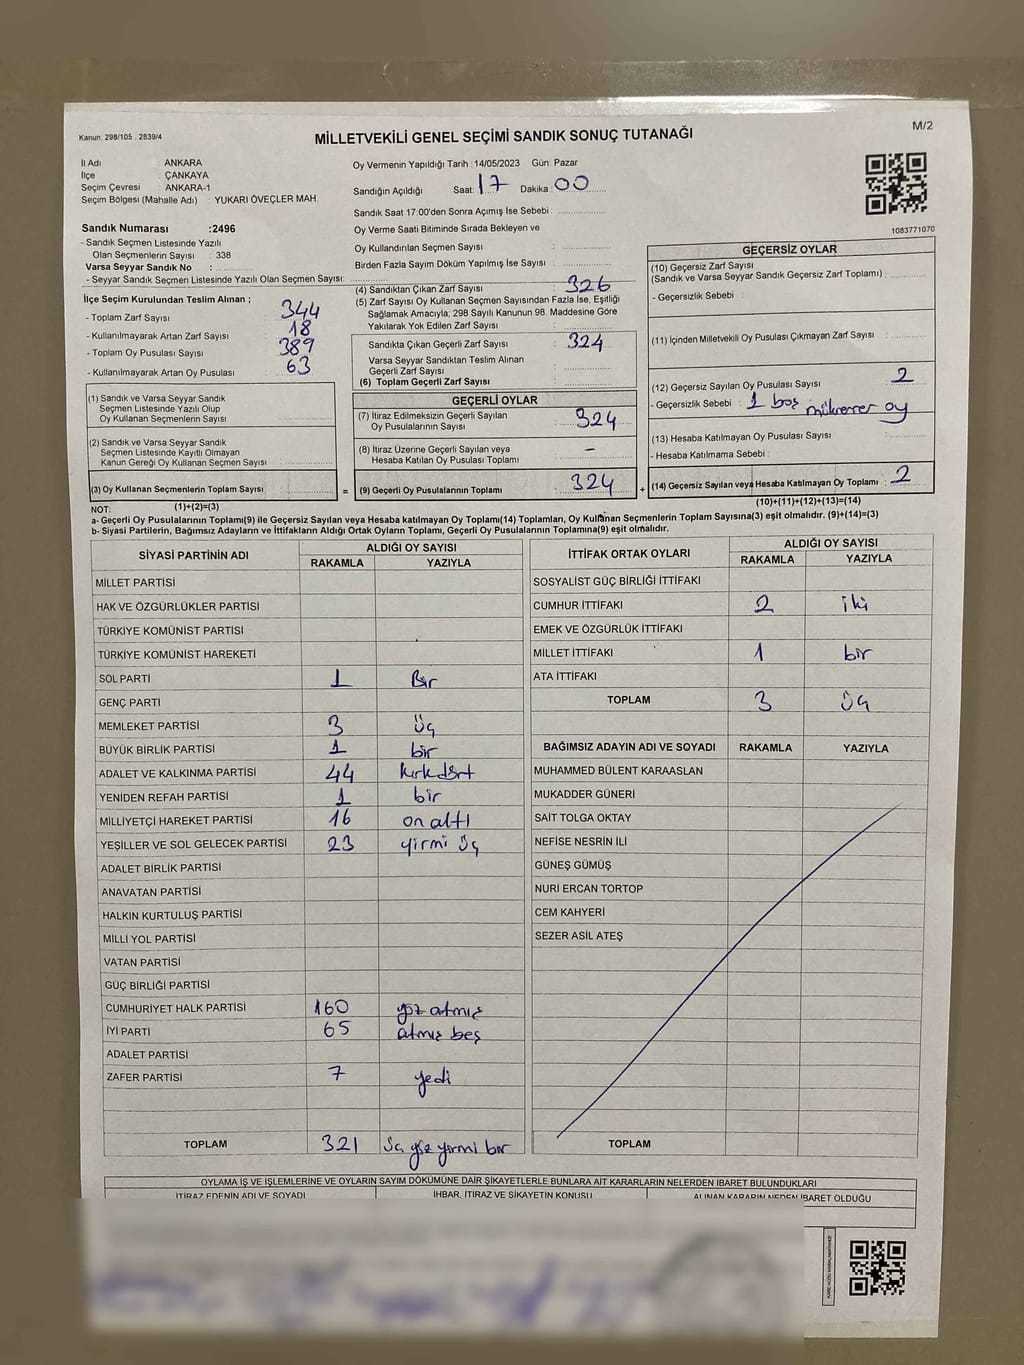 Kanun: 298/105 . 2839/4
M/2
MİLLETVEKİLİ GENEL SEÇİMİ SANDIK SONUÇ TUTANAĞI
İl Adı : ANKARA
İlçe : ÇANKAYA
Seçim Çevresi : ANKARA-1
Seçim Bölgesi (Mahalle Adı) : YUKARI ÖVEÇLER MAH.
Oy Vermenin Yapıldığı Tarih : 14/05/2023 Gün: Pazar
Sandığın Açıldığı Saat: 17 Dakika: 00
Sandık Saat 17:00'den Sonra Açımış İse Sebebi :
Oy Verme Saati Bitiminde Sırada Bekleyen ve
Oy Kullandırılan Seçmen Sayısı :
Birden Fazla Sayım Döküm Yapılmış İse Sayısı :
1083771070
Sandık Numarası :2496
- Sandık Seçmen Listesinde Yazılı
Olan Seçmenlerin Sayısı : 338
Varsa Seyyar Sandık No :
- Seyyar Sandık Seçmen Listesinde Yazılı Olan Seçmen Sayısı:
İlçe Seçim Kurulundan Teslim Alınan ;
- Toplam Zarf Sayısı : 344
- Kullanılmayarak Artan Zarf Sayısı : 18
- Toplam Oy Pusulası Sayısı : 389
- Kullanılmayarak Artan Oy Pusulası : 63
(1) Sandık ve Varsa Seyyar Sandık
Seçmen Listesinde Yazılı Olup
Oy Kullanan Seçmen Sayısı :
(2) Sandık ve Varsa Seyyar Sandık
Seçmen Listesinde Kayıtlı Olmayan
Kanun Gereği Oy Kullanan Seçmen Sayısı :
(3) Oy Kullanan Seçmenlerin Toplam Sayısı :
(1)+(2)=(3)
(4) Sandıktan Çıkan Zarf Sayısı : 326
(5) Zarf Sayısı Oy Kullanan Seçmen Sayısından Fazla İse, Eşitliği
Sağlamak Amacıyla; 298 Sayılı Kanunun 98. Maddesine Göre
Yakılarak Yok Edilen Zarf Sayısı :
Sandıkta Çıkan Geçerli Zarf Sayısı : 324
Varsa Seyyar Sandıktan Teslim Alınan
Geçerli Zarf Sayısı :
(6) Toplam Geçerli Zarf Sayısı :
GEÇERLİ OYLAR
(7) İtiraz Edilmeksizin Geçerli Sayılan
Oy Pusulalarının Sayısı : 324
(8) İtiraz Üzerine Geçerli Sayılan veya
Hesaba Katılan Oy Pusulası Toplamı : -
= (9) Geçerli Oy Pusulalarının Toplamı : 324 +
GEÇERSİZ OYLAR
(10) Geçersiz Zarf Sayısı
(Sandık ve Varsa Seyyar Sandık Geçersiz Zarf Toplamı) :
- Geçersizlik Sebebi :
(11) İçinden Milletvekili Oy Pusulası Çıkmayan Zarf Sayısı :
(12) Geçersiz Sayılan Oy Pusulası Sayısı : 2
- Geçersizlik Sebebi : 1 boş mükerrer oy
(13) Hesaba Katılmayan Oy Pusulası Sayısı :
- Hesaba Katılmama Sebebi :
(14) Geçersiz Sayılan veya Hesaba Katılmayan Oy Toplamı : 2
(10)+(11)+(12)+(13)=(14)
NOT:
a- Geçerli Oy Pusulalarının Toplamı(9) ile Geçersiz Sayılan veya Hesaba katılmayan Oy Toplamı(14) Toplamları, Oy Kullanan Seçmenlerin Toplam Sayısına(3) eşit olmalıdır. (9)+(14)=(3)
b- Siyasi Partilerin, Bağımsız Adayların ve İttifakların Aldığı Ortak Oyların Toplamı, Geçerli Oy Pusulalarının Toplamına(9) eşit olmalıdır.
SİYASİ PARTİNİN ADI ALDIĞI OY SAYISI
RAKAMLA YAZIYLA
MİLLET PARTİSİ
HAK VE ÖZGÜRLÜKLER PARTİSİ
TÜRKİYE KOMÜNİST PARTİSİ
TÜRKİYE KOMÜNİST HAREKETİ
SOL PARTİ 1 Bir
GENÇ PARTİ
MEMLEKET PARTİSİ 3 üç
BÜYÜK BİRLİK PARTİSİ 1 bir
ADALET VE KALKINMA PARTİSİ 44 kırkdört
YENİDEN REFAH PARTİSİ 1 bir
MİLLİYETÇİ HAREKET PARTİSİ 16 on altı
YEŞİLLER VE SOL GELECEK PARTİSİ 23 yirmi üç
ADALET BİRLİK PARTİSİ
ANAVATAN PARTİSİ
HALKIN KURTULUŞ PARTİSİ
MİLLİ YOL PARTİSİ
VATAN PARTİSİ
GÜÇ BİRLİĞİ PARTİSİ
CUMHURİYET HALK PARTİSİ 160 yüz atmış
İYİ PARTİ 65 atmış beş
ADALET PARTİSİ
ZAFER PARTİSİ 7 yedi
TOPLAM 321 üç yüz yirmi bir
İTTİFAK ORTAK OYLARI ALDIĞI OY SAYISI
RAKAMLA YAZIYLA
SOSYALİST GÜÇ BİRLİĞİ İTTİFAKI
CUMHUR İTTİFAKI 2 iki
EMEK VE ÖZGÜRLÜK İTTİFAKI
MİLLET İTTİFAKI 1 bir
ATA İTTİFAKI
TOPLAM 3 üç
BAĞIMSIZ ADAYIN ADI VE SOYADI RAKAMLA YAZIYLA
MUHAMMED BÜLENT KARAASLAN
MUKADDER GÜNERİ
SAİT TOLGA OKTAY
NEFİSE NESRİN İLİ
GÜNEŞ GÜMÜŞ
NURİ ERCAN TORTOP
CEM KAHYERİ
SEZER ASİL ATEŞ
TOPLAM
OYLAMA İŞ VE İŞLEMLERİNE VE OYLARIN SAYIM DÖKÜMÜNE DAİR ŞİKAYETLERLE BUNLARA AİT KARARLARIN NELERDEN İBARET BULUNDUKLARI
İTİRAZ EDENİN ADI VE SOYADI İHBAR, İTİRAZ VE ŞİKAYETİN KONUSU ALINAN KARARIN NEDEN İBARET OLDUĞU